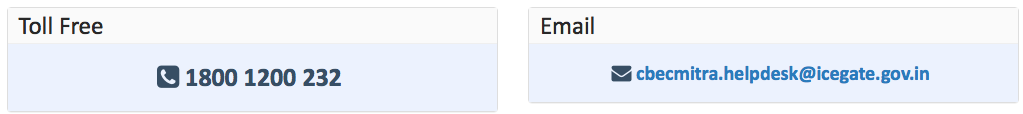 Toll Free
1800 1200 232
Email
cbecmitra.helpdesk@icegate.gov.in